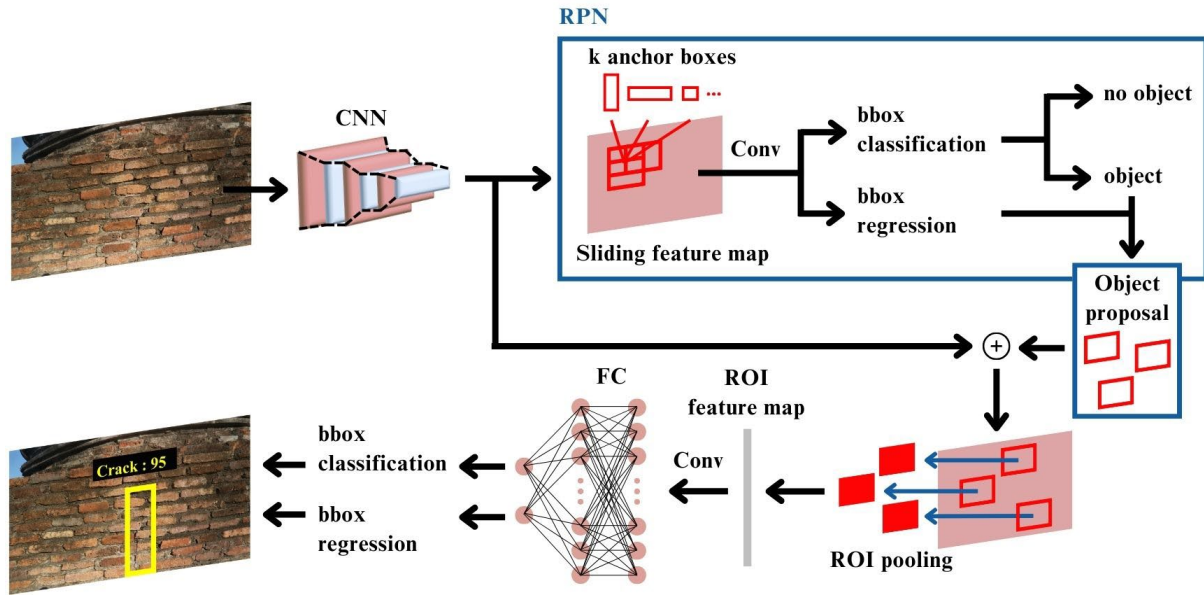 RPN
k anchor boxes
...
CNN
Conv
bbox
classification
no object
object
bbox
regression
Sliding feature map
Object
proposal
+
FC
ROI
feature map
Conv
bbox
classification
bbox
regression
Crack : 95
ROI pooling